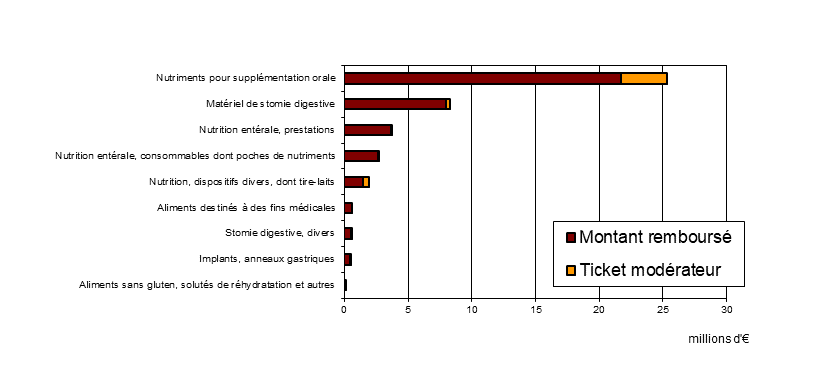 Nutriments pour supplémentation orale
Matériel de stomie digestive
Nutrition entérale, prestations
Nutrition entérale, consommables dont poches de nutriments
Nutrition, dispositifs divers, dont tire-laits
Aliments destinés à des fins médicales
Stomie digestive, divers
Implants, anneaux gastriques
Aliments sans gluten, solutés de réhydratation et autres
Montant remboursé
Ticket modérateur
0 5 10 15 20 25 30
millions d'€